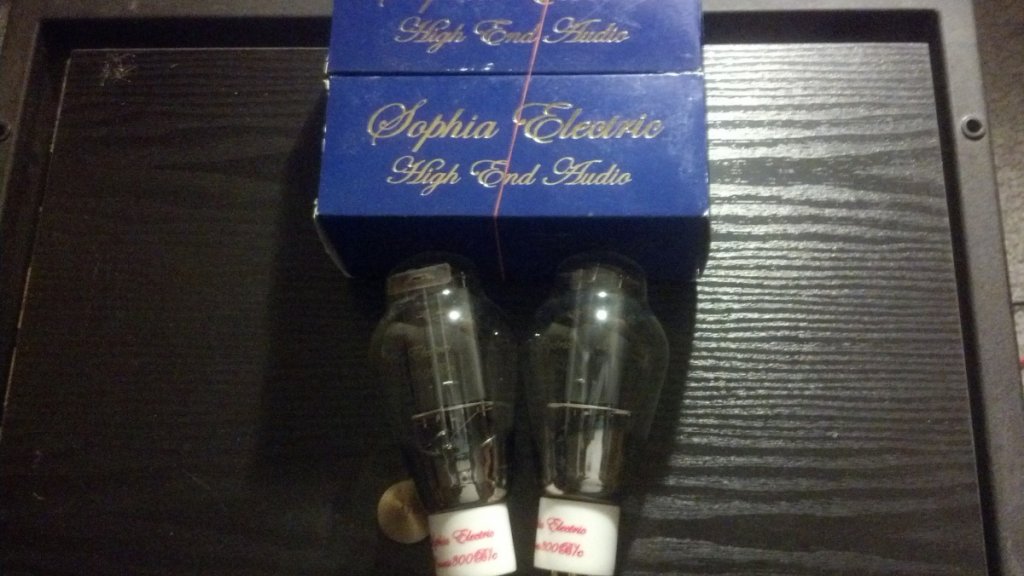 High End Audio
Sophia Electric
High End Audio
Sophia Electric
Electric